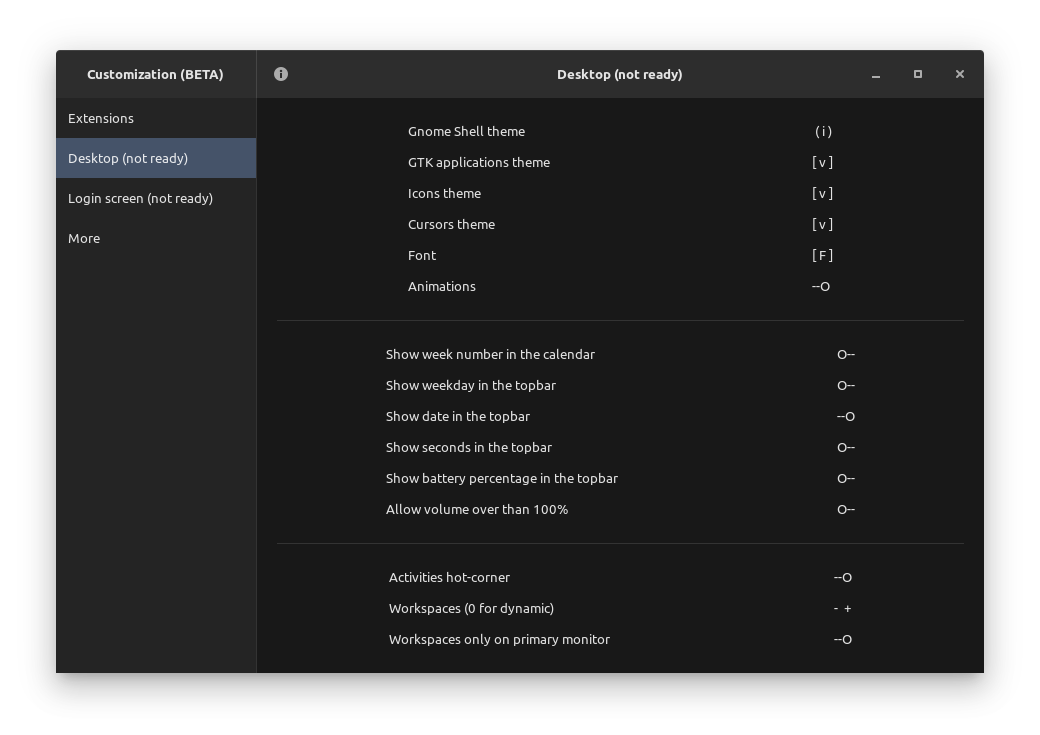 Customization (BETA)
Desktop (not ready)
Extensions
Desktop (not ready)
Login screen (not ready)
More
Gnome Shell theme (i)
GTK applications theme [v]
Icons theme [v]
Cursors theme [v]
Font [F]
Animations --O
Show week number in the calendar O--
Show weekday in the topbar O--
Show date in the topbar --O
Show seconds in the topbar O--
Show battery percentage in the topbar O--
Allow volume over than 100% O--
Activities hot-corner --O
Workspaces (0 for dynamic) - +
Workspaces only on primary monitor --O